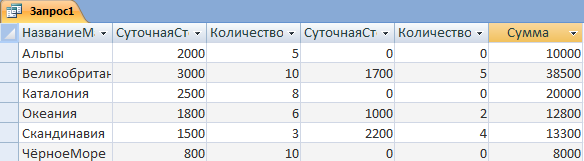 Запрос1
НазваниеМа СуточнаяСт Количество СуточнаяСт Количество Сумма
Альпы 2000 5 0 0 10000
Великобритан 3000 10 1700 5 38500
Каталония 2500 8 0 0 20000
Океания 1800 6 1000 2 12800
Скандинавия 1500 3 2200 4 13300
ЧёрноеМоре 800 10 0 0 8000